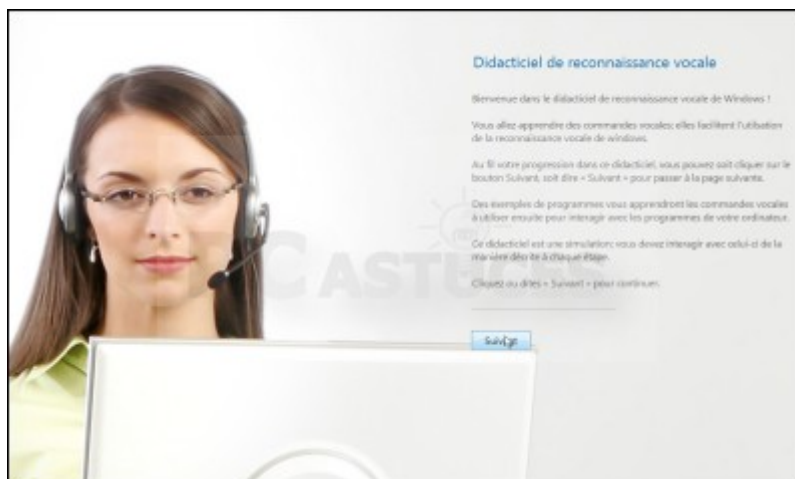 Didacticiel de reconnaissance vocale
Bienvenue dans le didacticiel de reconnaissance vocale de Windows !
Vous allez apprendre des commandes vocales; elles facilitent l'utilisation
de la reconnaissance vocale de windows.
Au fil votre progression dans ce didacticiel, vous pouvez soit cliquer sur le
bouton Suivant, soit dire « Suivant » pour passer à la page suivante.
Des exemples de programmes vous apprendront les commandes vocales
à utiliser ensuite pour interagir avec les programmes de votre ordinateur.
Ce didacticiel est une simulation; vous devez interagir avec celui-ci de la
manière décrite à chaque étape.
Cliquez ou dites « Suivant » pour continuer.
PC ASTUCES
Suivant